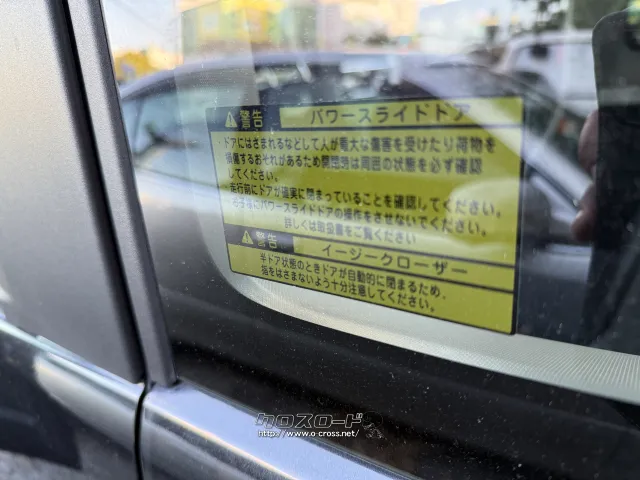 警告 パワースライドドア
ドアにはさまれるなどして人が重大な傷害を受けたり荷物を
損傷するおそれがあるため開閉時は周囲の状態を必ず確認
してください。
走行前にドアが確実に閉まっていることを確認してください。
お子様にパワースライドドアの操作をさせないでください。
詳しくは取扱書をご覧ください
警告 イージークローザー
半ドア状態のときドアが自動的に閉まるため、
指をはさまないよう十分注意してください。
クロスロード
http://www.o-cross.net/